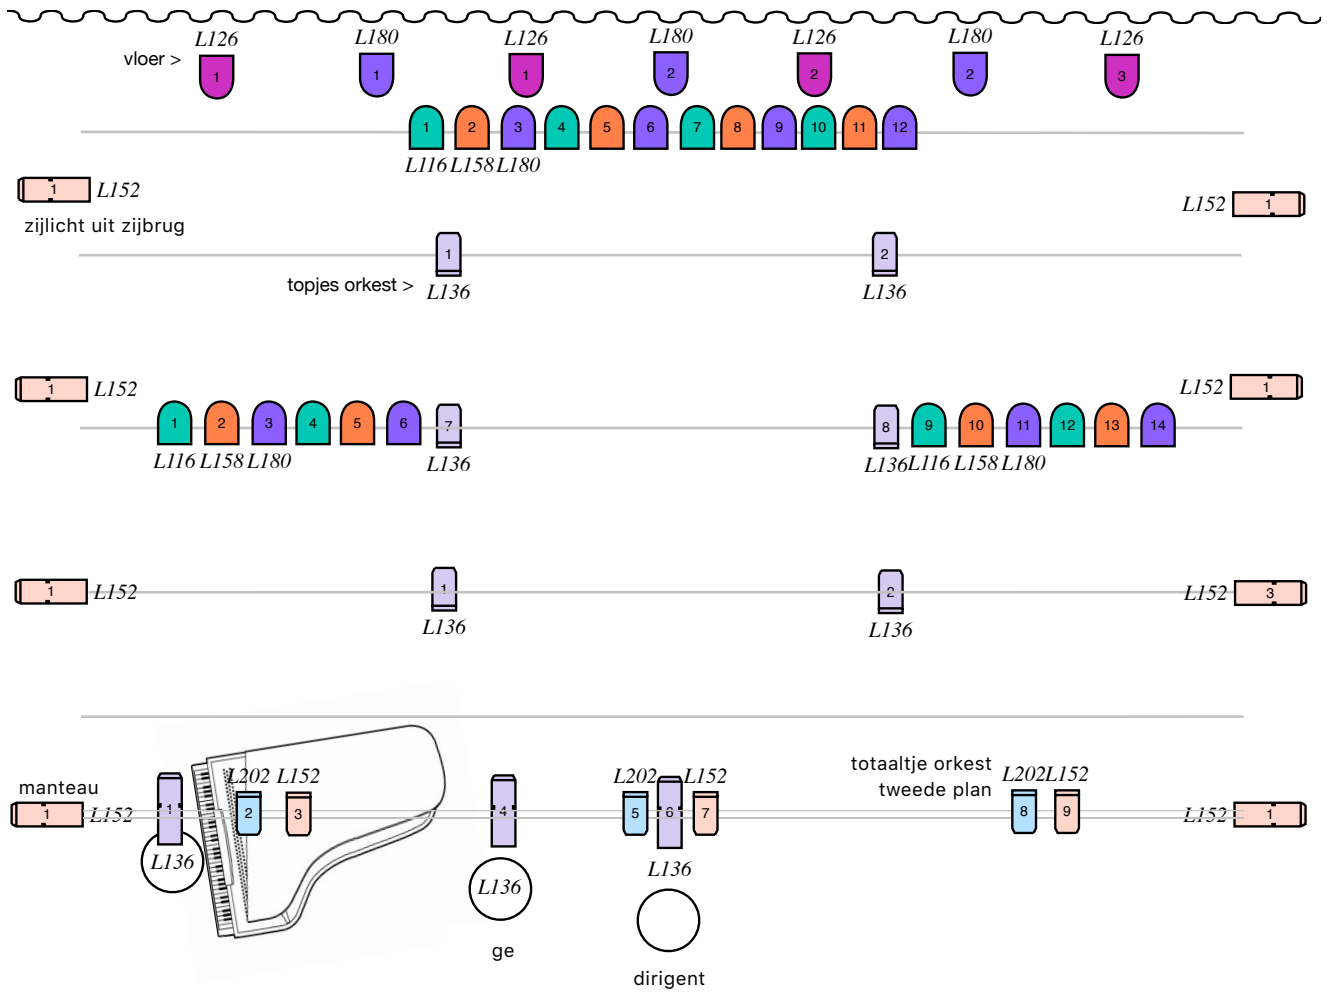 L126 L180 L126 L180 L126 L180 L126
vloer >
1 1 1 2 2 2 3
1 2 3 4 5 6 7 8 9 10 11 12
L116 L158 L180
1 L152
L152 1
zijlicht uit zijbrug
1 2
topjes orkest >
L136 L136
1 L152
L152 1
1 2 3 4 5 6 7 8 9 10 11 12 13 14
L116 L158 L180 L136 L136 L116 L158 L180
1 L152 1 2 L152 3
L136 L136
totaaltje orkest
tweede plan
manteau
L202 L152 L202 L152 L202 L152
1 L152 1 2 3 4 5 6 7 8 9 L152 1
L136 L136 L136
ge
dirigent